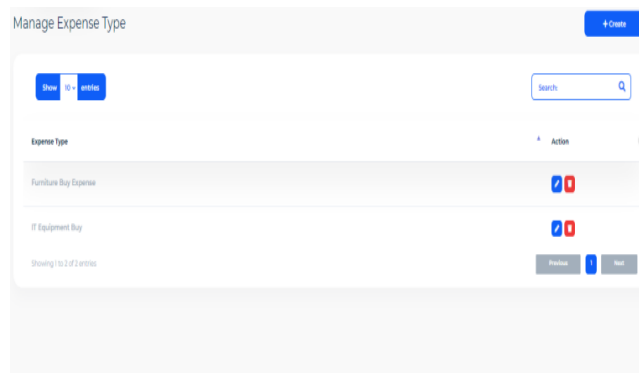 Manage Expense Type
+ Create
Show 10 entries
Search:
Expense Type Action
Furniture Buy Expense
IT Equipment Buy
Showing 1 to 2 of 2 entries
Previous 1 Next